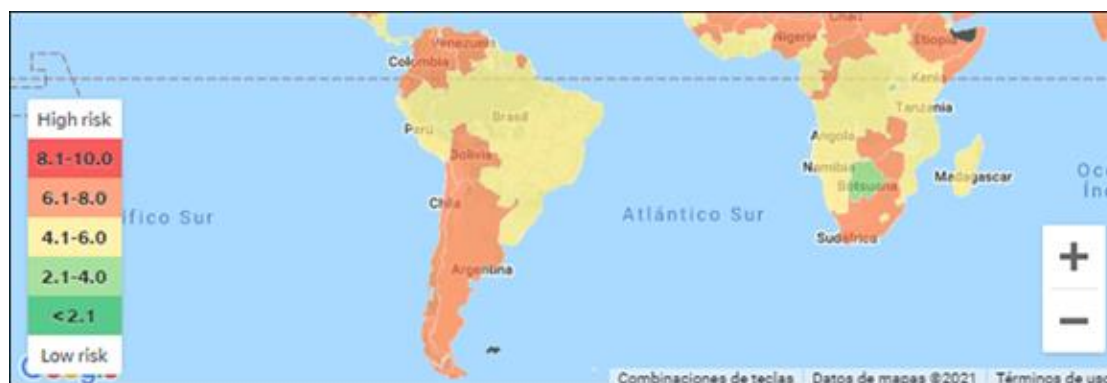 Chad
Nigeria
Etiopía
Venezuela
Colombia
Kenia
High risk
Tanzania
Brasil
Perú
8.1-10.0
Angola
Bolivia
Namibia
Madagascar
6.1-8.0
Botsuana
Chile
ífico Sur
Atlántico Sur
Oc
Ín
4.1-6.0
Sudáfrica
2.1-4.0
Argentina
<2.1
Low risk
Google
Combinaciones de teclas Datos de mapas ©2021 Términos de uso